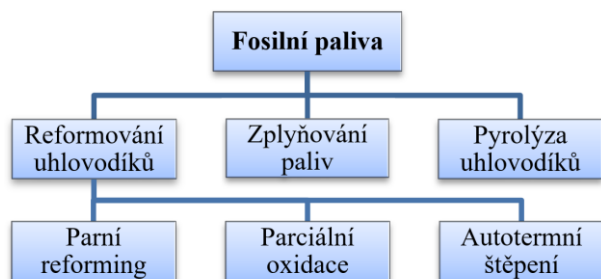 Fosilní paliva
Reformování
uhlovodíků
Zplyňování
paliv
Pyrolýza
uhlovodíků
Parní
reforming
Parciální
oxidace
Autotermní
štěpení